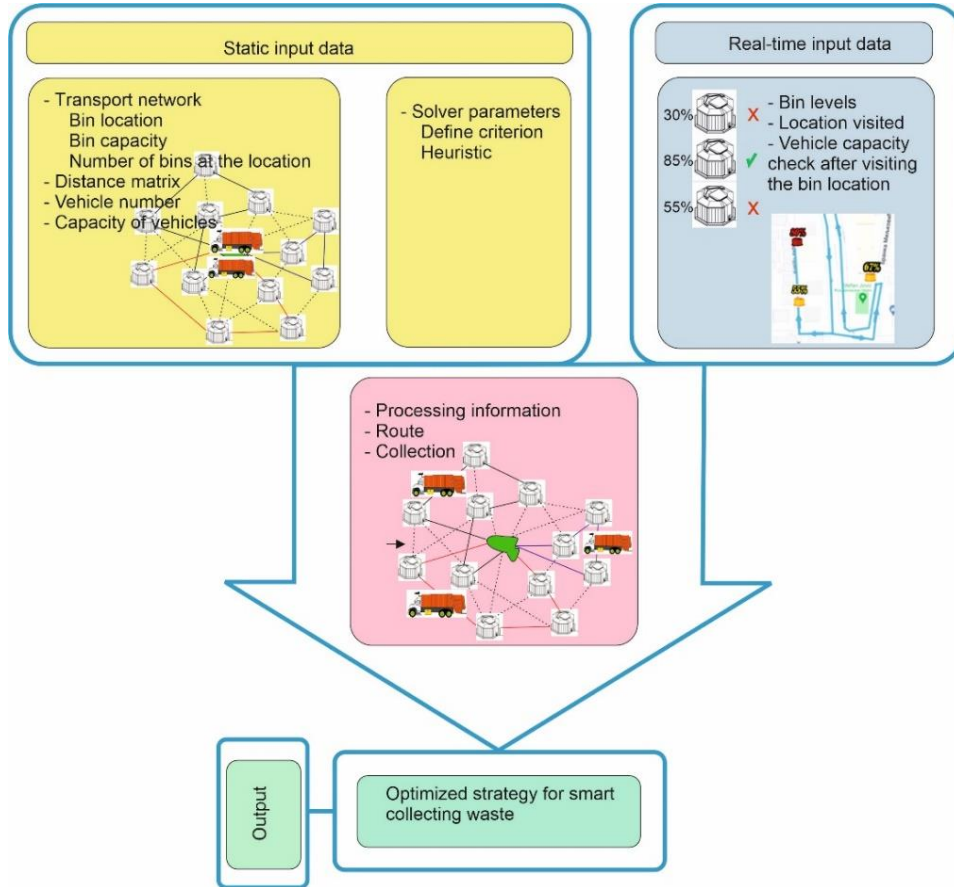 Static input data
- Transport network
Bin location
Bin capacity
Number of bins at the location
- Distance matrix
- Vehicle number
- Capacity of vehicles
- Solver parameters
Define criterion
Heuristic
Real-time input data
30%
X
85%
55%
X
- Bin levels
- Location visited
- Vehicle capacity
check after visiting
the bin location
- Processing information
- Route
- Collection
Output
Optimized strategy for smart
collecting waste